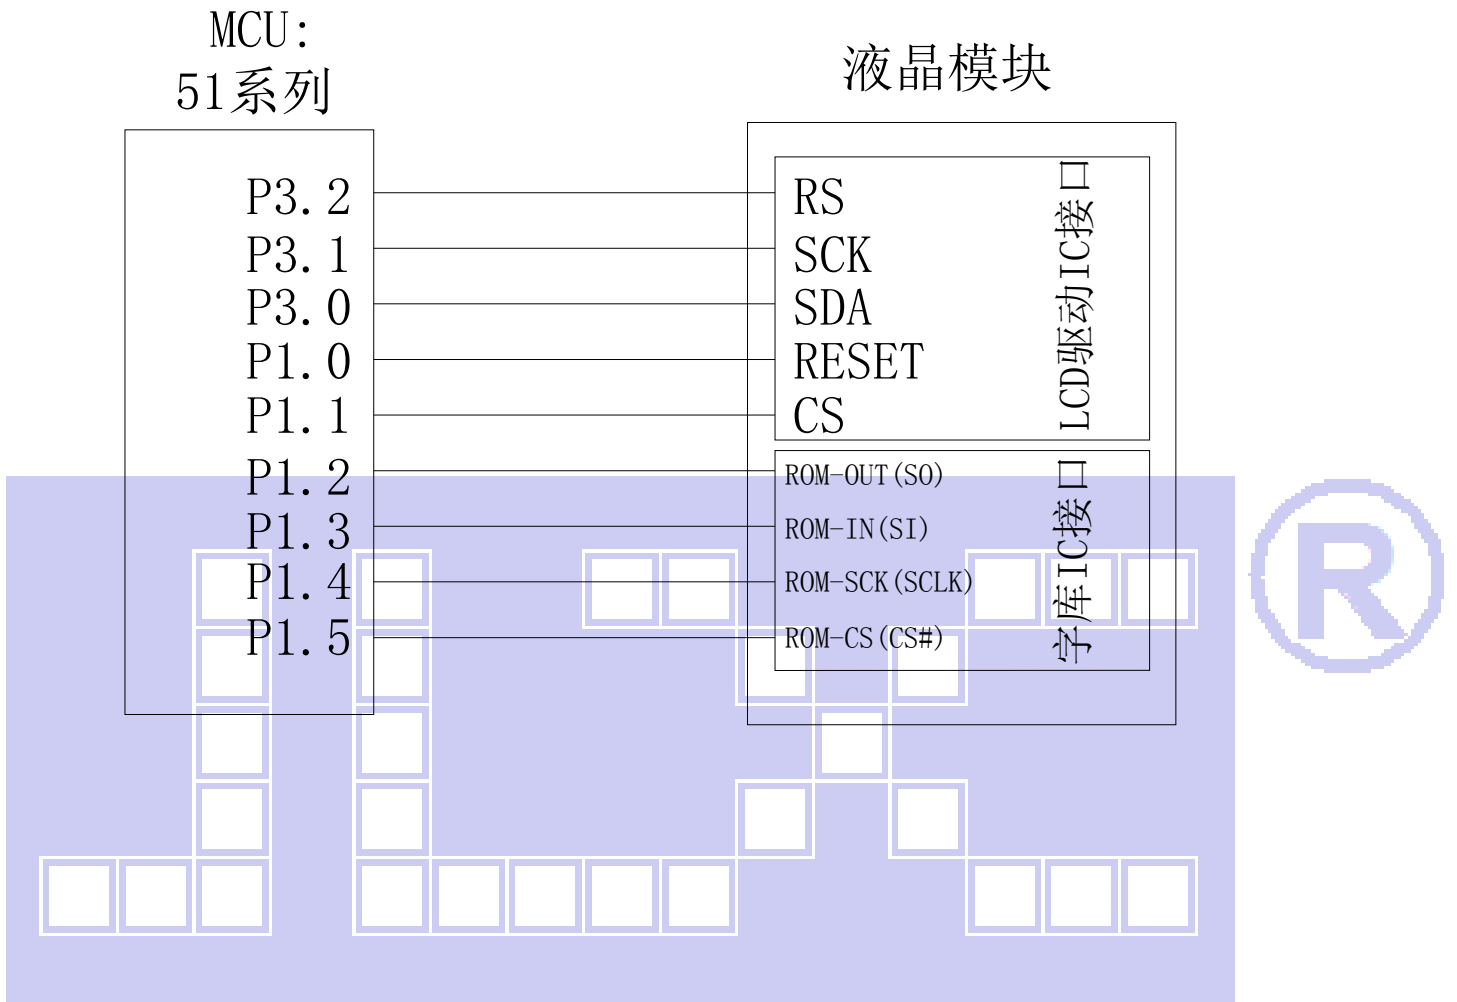 MCU:
51系列
液晶模块
P3.2
P3.1
P3.0
P1.0
P1.1
P1.2
P1.3
P1.4
P1.5
RS
SCK
SDA
RESET
CS
LCD驱动IC接口
ROM-OUT(SO)
ROM-IN(SI)
ROM-SCK(SCLK)
ROM-CS(CS#)
字库IC接口
JLX
®